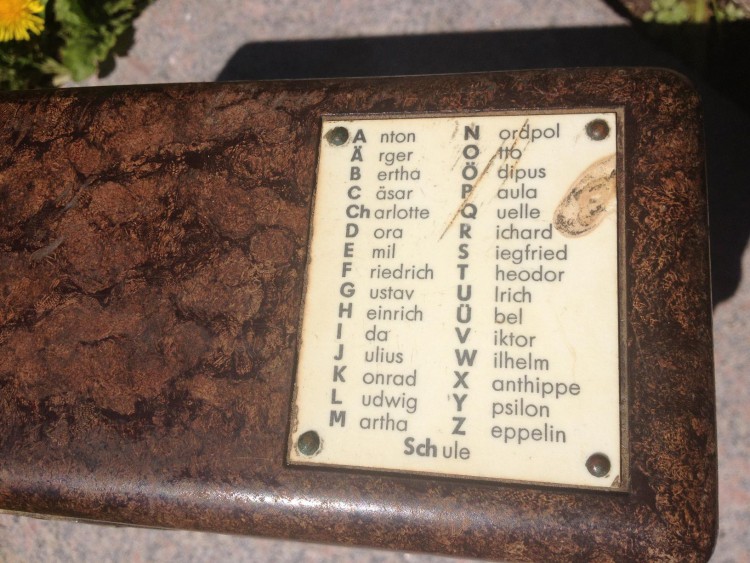 Anton
Ärger
Bertha
Cäsar
Charlotte
Dora
Emil
Friedrich
Gustav
Heinrich
Ida
Julius
Konrad
Ludwig
Martha
Nordpol
Otto
Ödipus
Paula
Quelle
Richard
Siegfried
Theodor
Ulrich
Übel
Viktor
Wilhelm
Xanthippe
Ypsilon
Zeppelin
Schule